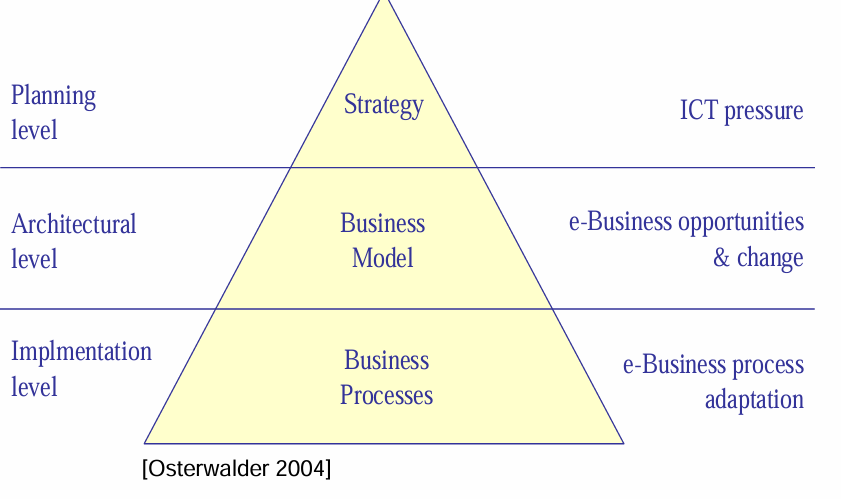 Planning
level
Strategy
ICT pressure
Architectural
level
Business
Model
e-Business opportunities
& change
Implmentation
level
Business
Processes
e-Business process
adaptation
[Osterwalder 2004]